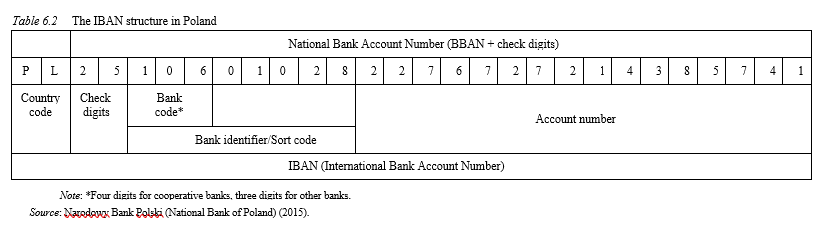 Table 6.2 The IBAN structure in Poland
National Bank Account Number (BBAN + check digits)
P L 2 5 1 0 6 0 1 0 2 8 2 2 7 6 7 2 7 2 1 4 3 8 5 7 4 1
Country code
Check digits
Bank code*
Account number
Bank identifier/Sort code
IBAN (International Bank Account Number)
Note: *Four digits for cooperative banks, three digits for other banks.
Source: Narodowy Bank Polski (National Bank of Poland) (2015).